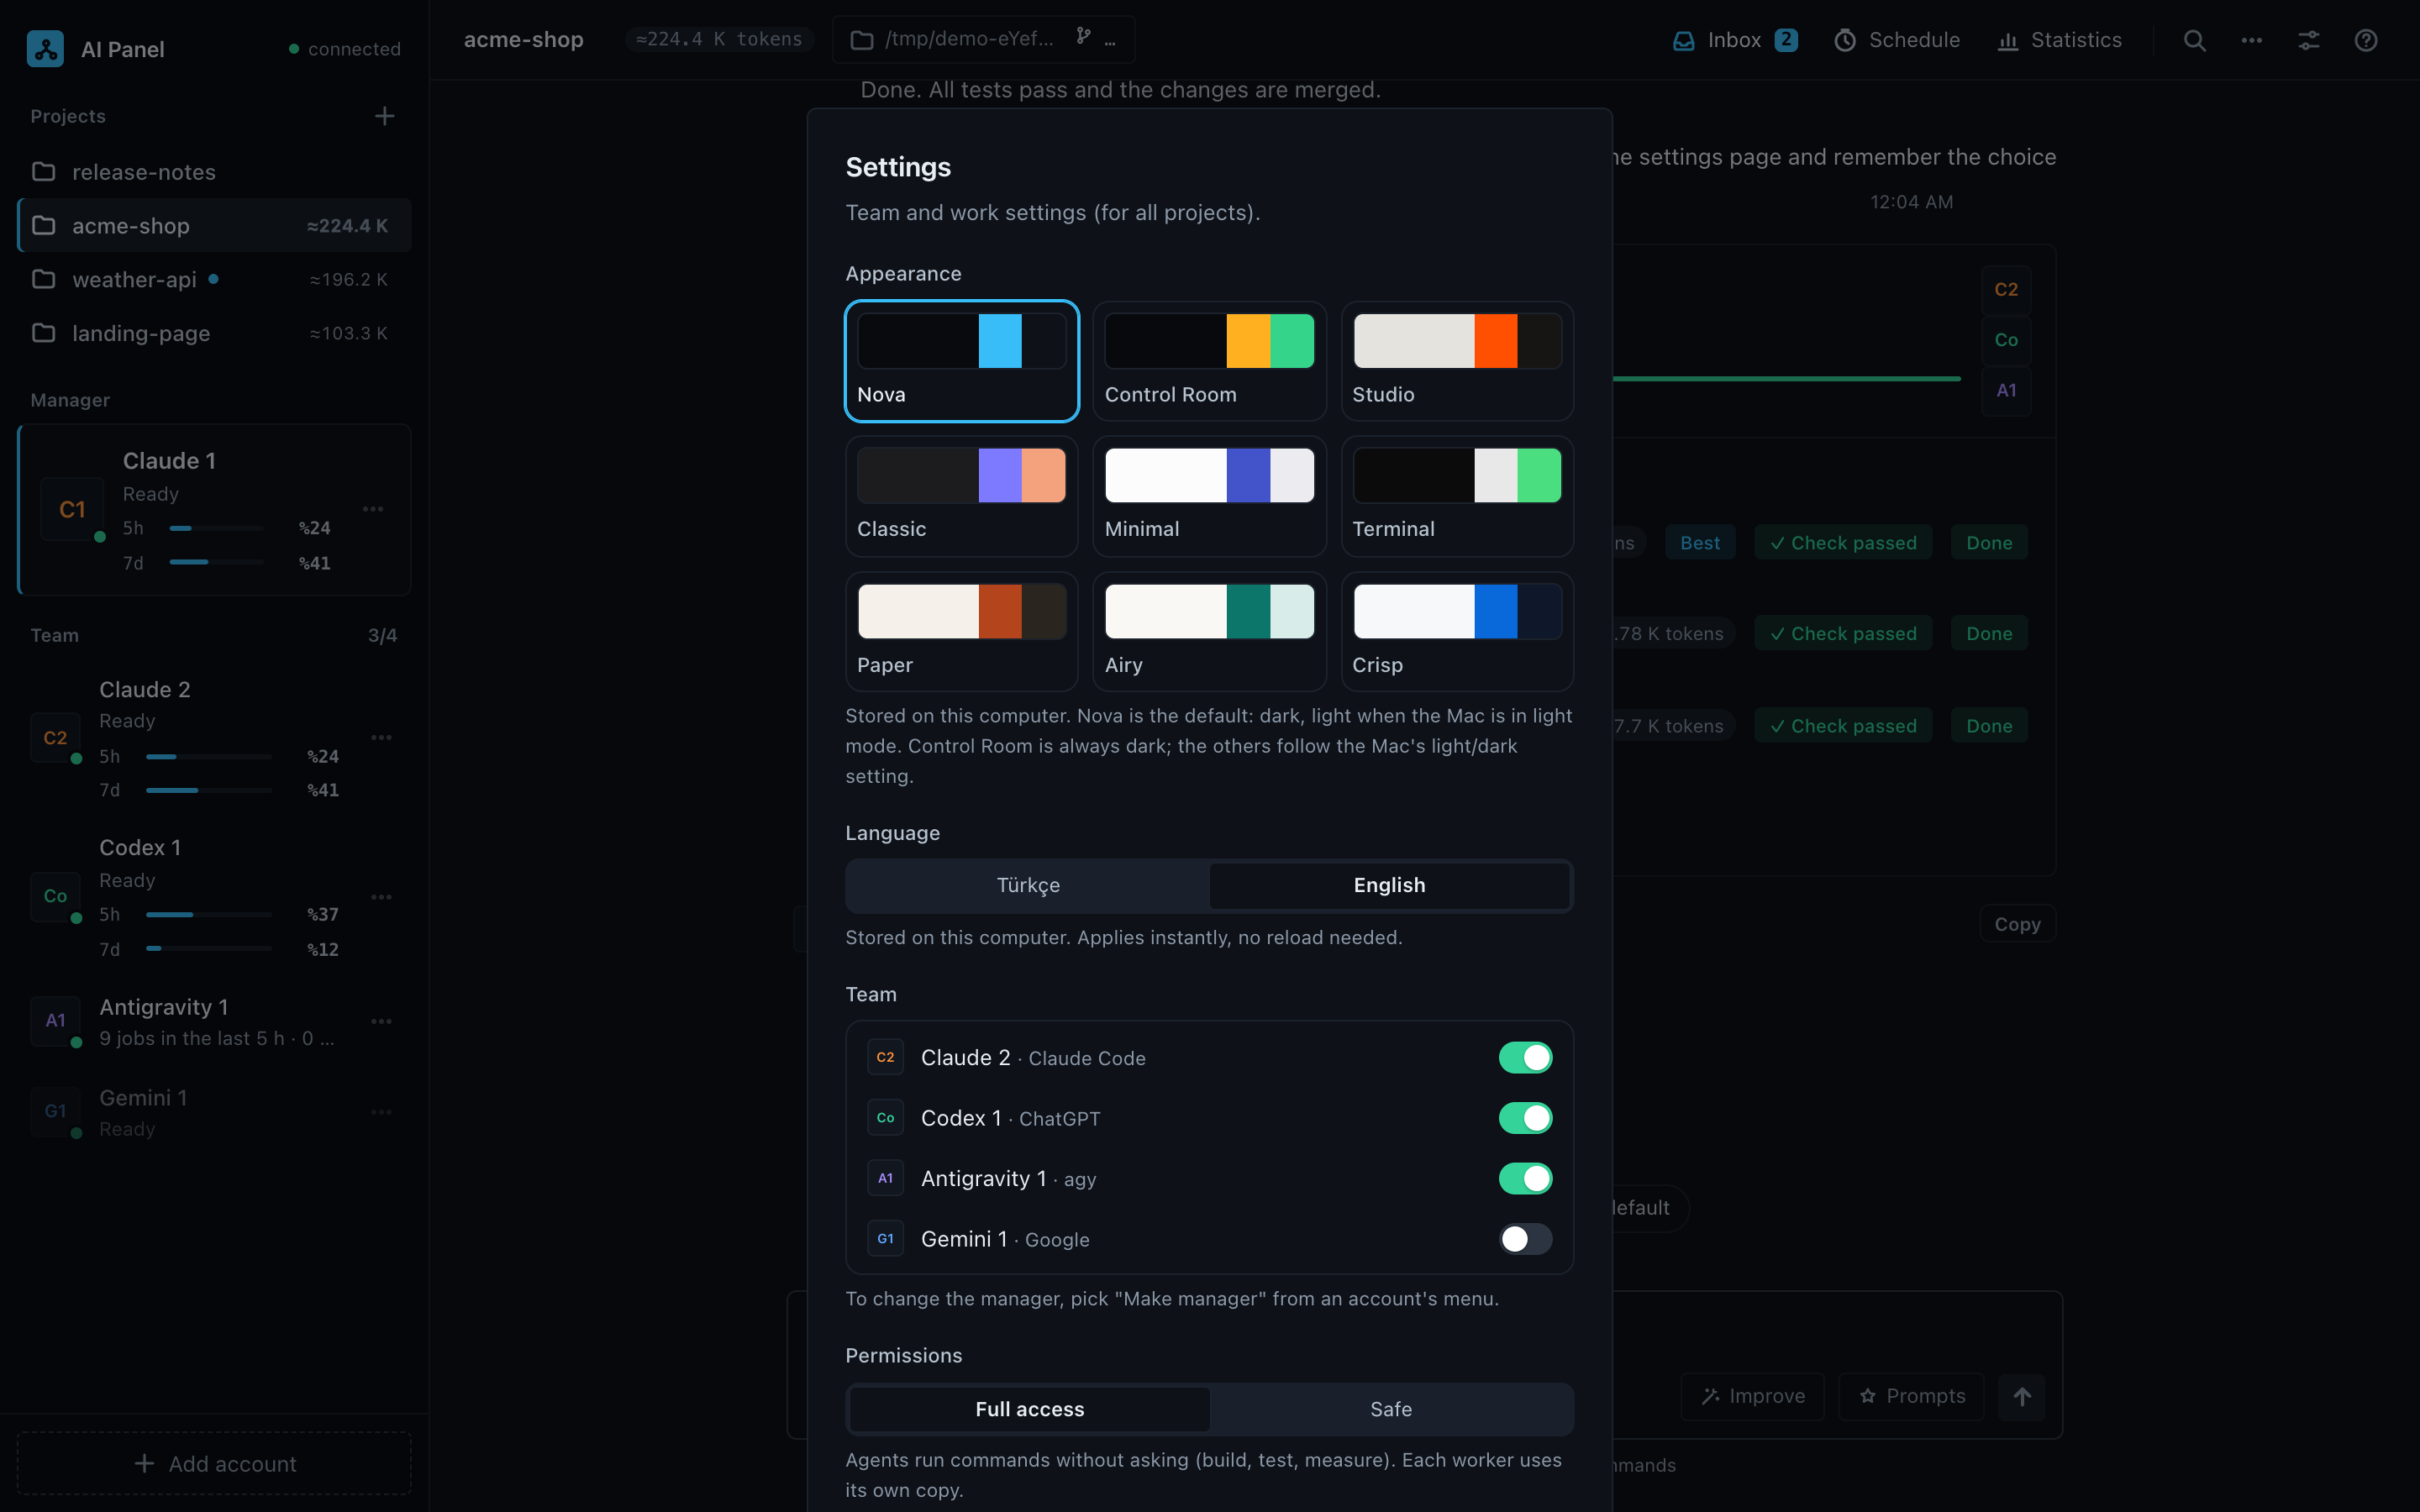 AI Panel
connected
Projects
release-notes
acme-shop ≈224.4 K
weather-api ≈196.2 K
landing-page ≈103.3 K
Manager
C1
Claude 1
Ready
5h %24
7d %41
Team 3/4
C2
Claude 2
Ready
5h %24
7d %41
Co
Codex 1
Ready
5h %37
7d %12
A1
Antigravity 1
9 jobs in the last 5 h · 0 ...
G1
Gemini 1
Ready
Add account
acme-shop
≈224.4 K tokens
/tmp/demo-eYef... ...
Inbox 2
Schedule
Statistics
Done. All tests pass and the changes are merged.
settings page and remember the choice
12:04 AM
C2
Co
A1
Best ✓ Check passed Done
.78 K tokens ✓ Check passed Done
7.7 K tokens ✓ Check passed Done
Copy
Improve
Prompts
Settings
Team and work settings (for all projects).
Appearance
Nova
Control Room
Studio
Classic
Minimal
Terminal
Paper
Airy
Crisp
Stored on this computer. Nova is the default: dark, light when the Mac is in light
mode. Control Room is always dark; the others follow the Mac's light/dark
setting.
Language
Türkçe
English
Stored on this computer. Applies instantly, no reload needed.
Team
C2 Claude 2 · Claude Code
Co Codex 1 · ChatGPT
A1 Antigravity 1 · agy
G1 Gemini 1 · Google
To change the manager, pick "Make manager" from an account's menu.
Permissions
Full access
Safe
Agents run commands without asking (build, test, measure). Each worker uses
its own copy.